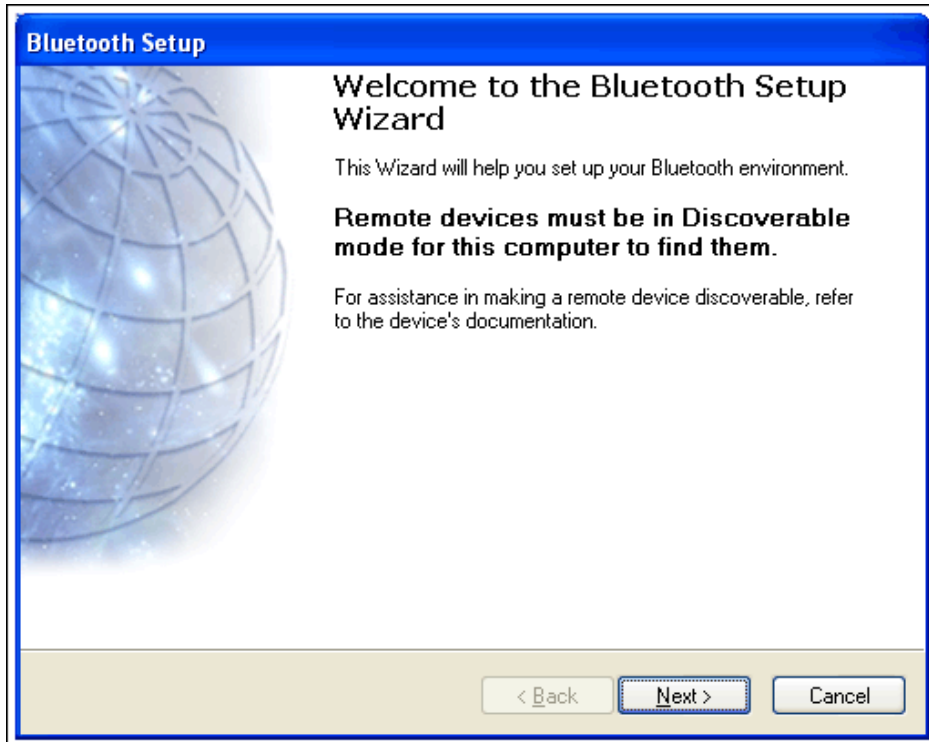 Bluetooth Setup
Welcome to the Bluetooth Setup
Wizard
This Wizard will help you set up your Bluetooth environment.
Remote devices must be in Discoverable
mode for this computer to find them.
For assistance in making a remote device discoverable, refer
to the device's documentation.
< Back
Next >
Cancel